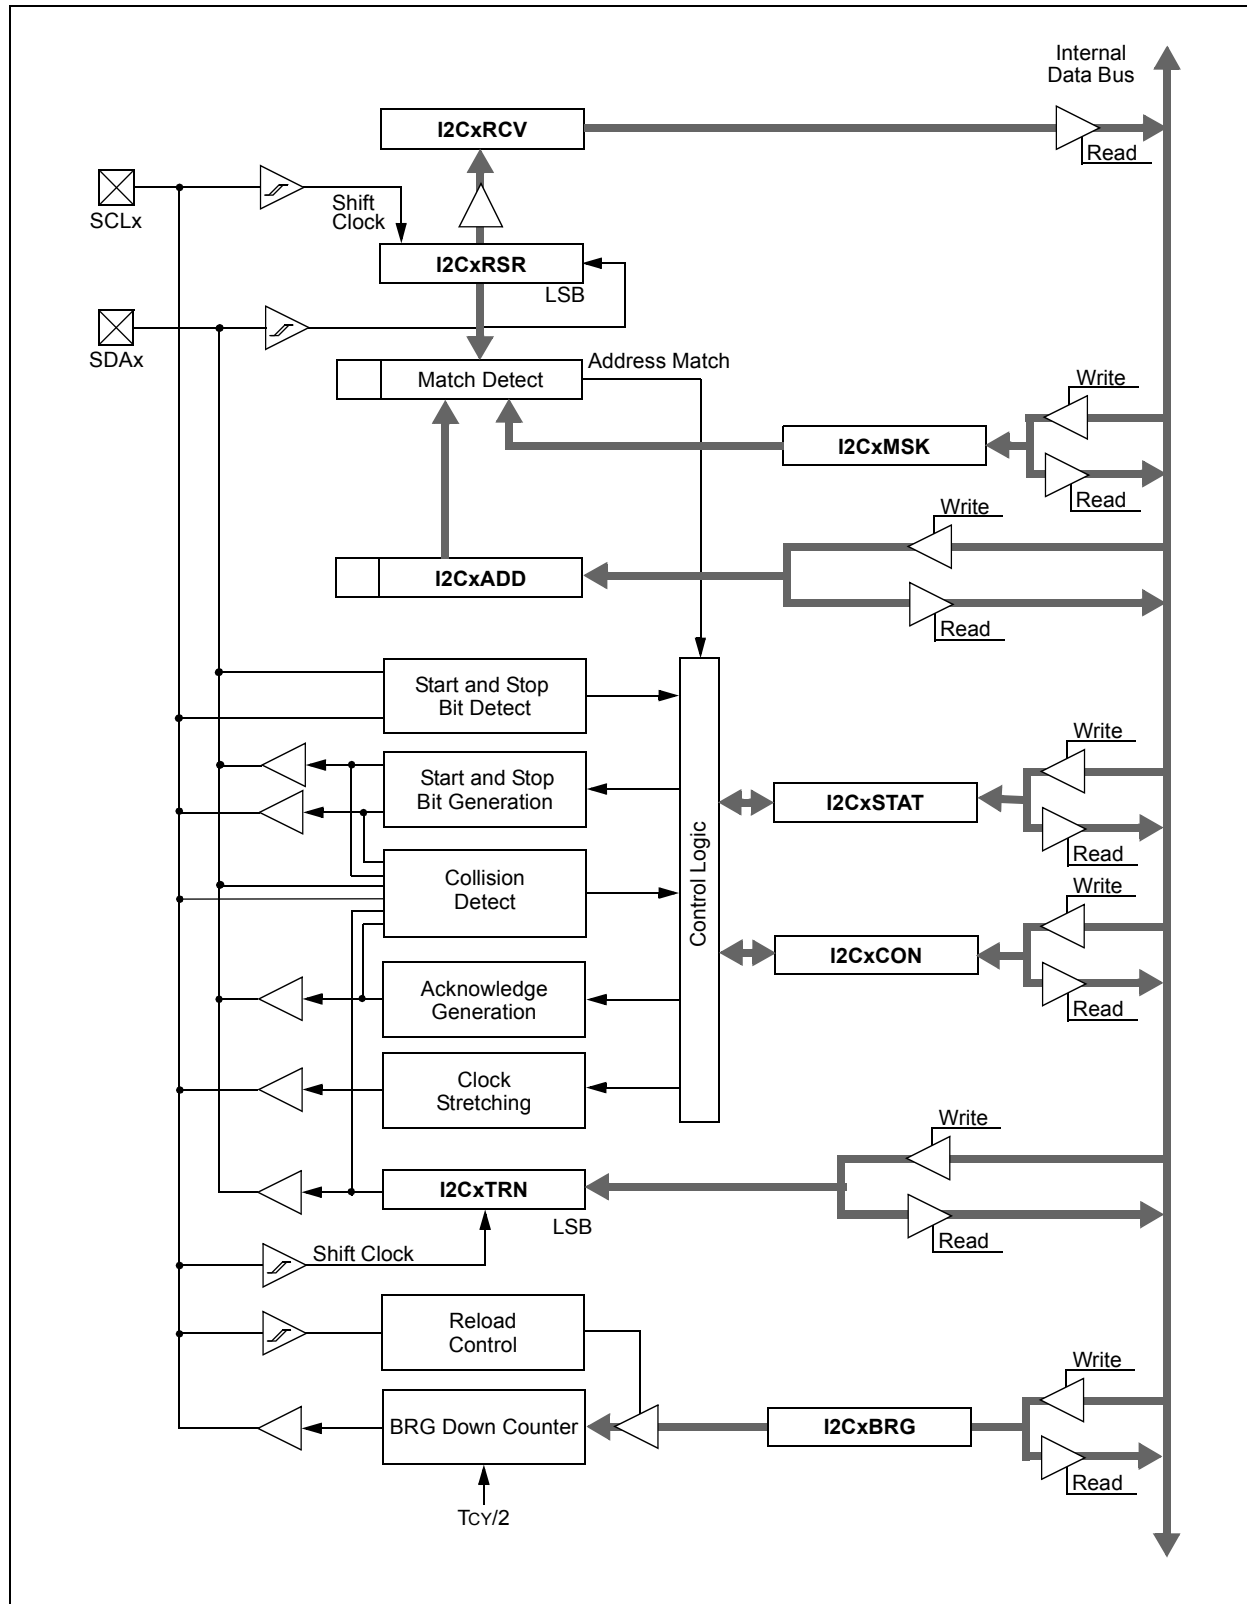 Internal
Data Bus
I2CxRCV
Read
SCLx
Shift
Clock
I2CxRSR
LSB
SDAx
Match Detect
Address Match
Write
I2CxMSK
Read
Write
I2CxADD
Read
Start and Stop
Bit Detect
Write
Start and Stop
Bit Generation
I2CxSTAT
Read
Control Logic
Collision
Detect
Write
I2CxCON
Read
Acknowledge
Generation
Clock
Stretching
Write
I2CxTRN
LSB
Read
Shift Clock
Reload
Control
Write
BRG Down Counter
I2CxBRG
Read
TCY/2